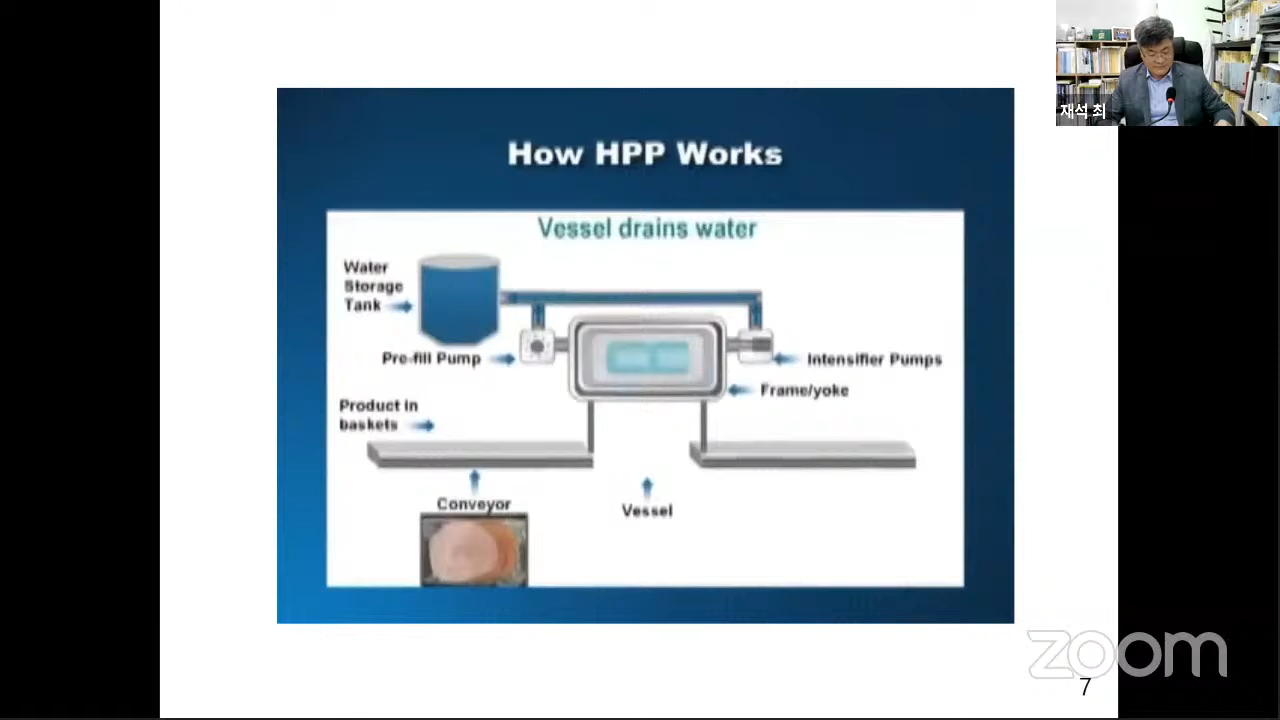 재석 최
How HPP Works
Vessel drains water
Water
Storage
Tank
Pre-fill Pump
Intensifier Pumps
Frame/yoke
Product in
baskets
Conveyor
Vessel
zoom
7